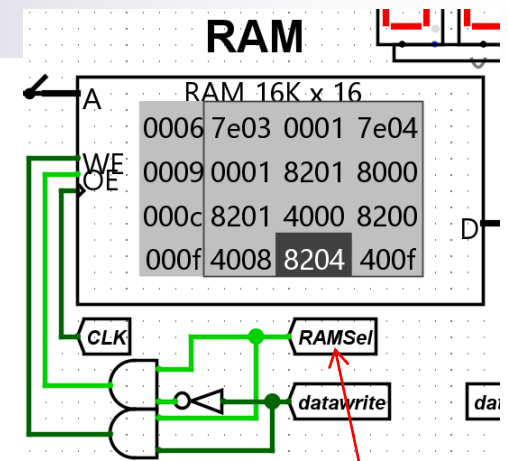 RAM
RAM 16K x 16
A
0006 7e03 0001 7e04
WE
0009 0001 8201 8000
OE
000c 8201 4000 8200
D
000f 4008 8204 400f
CLK
RAMSel
datawrite